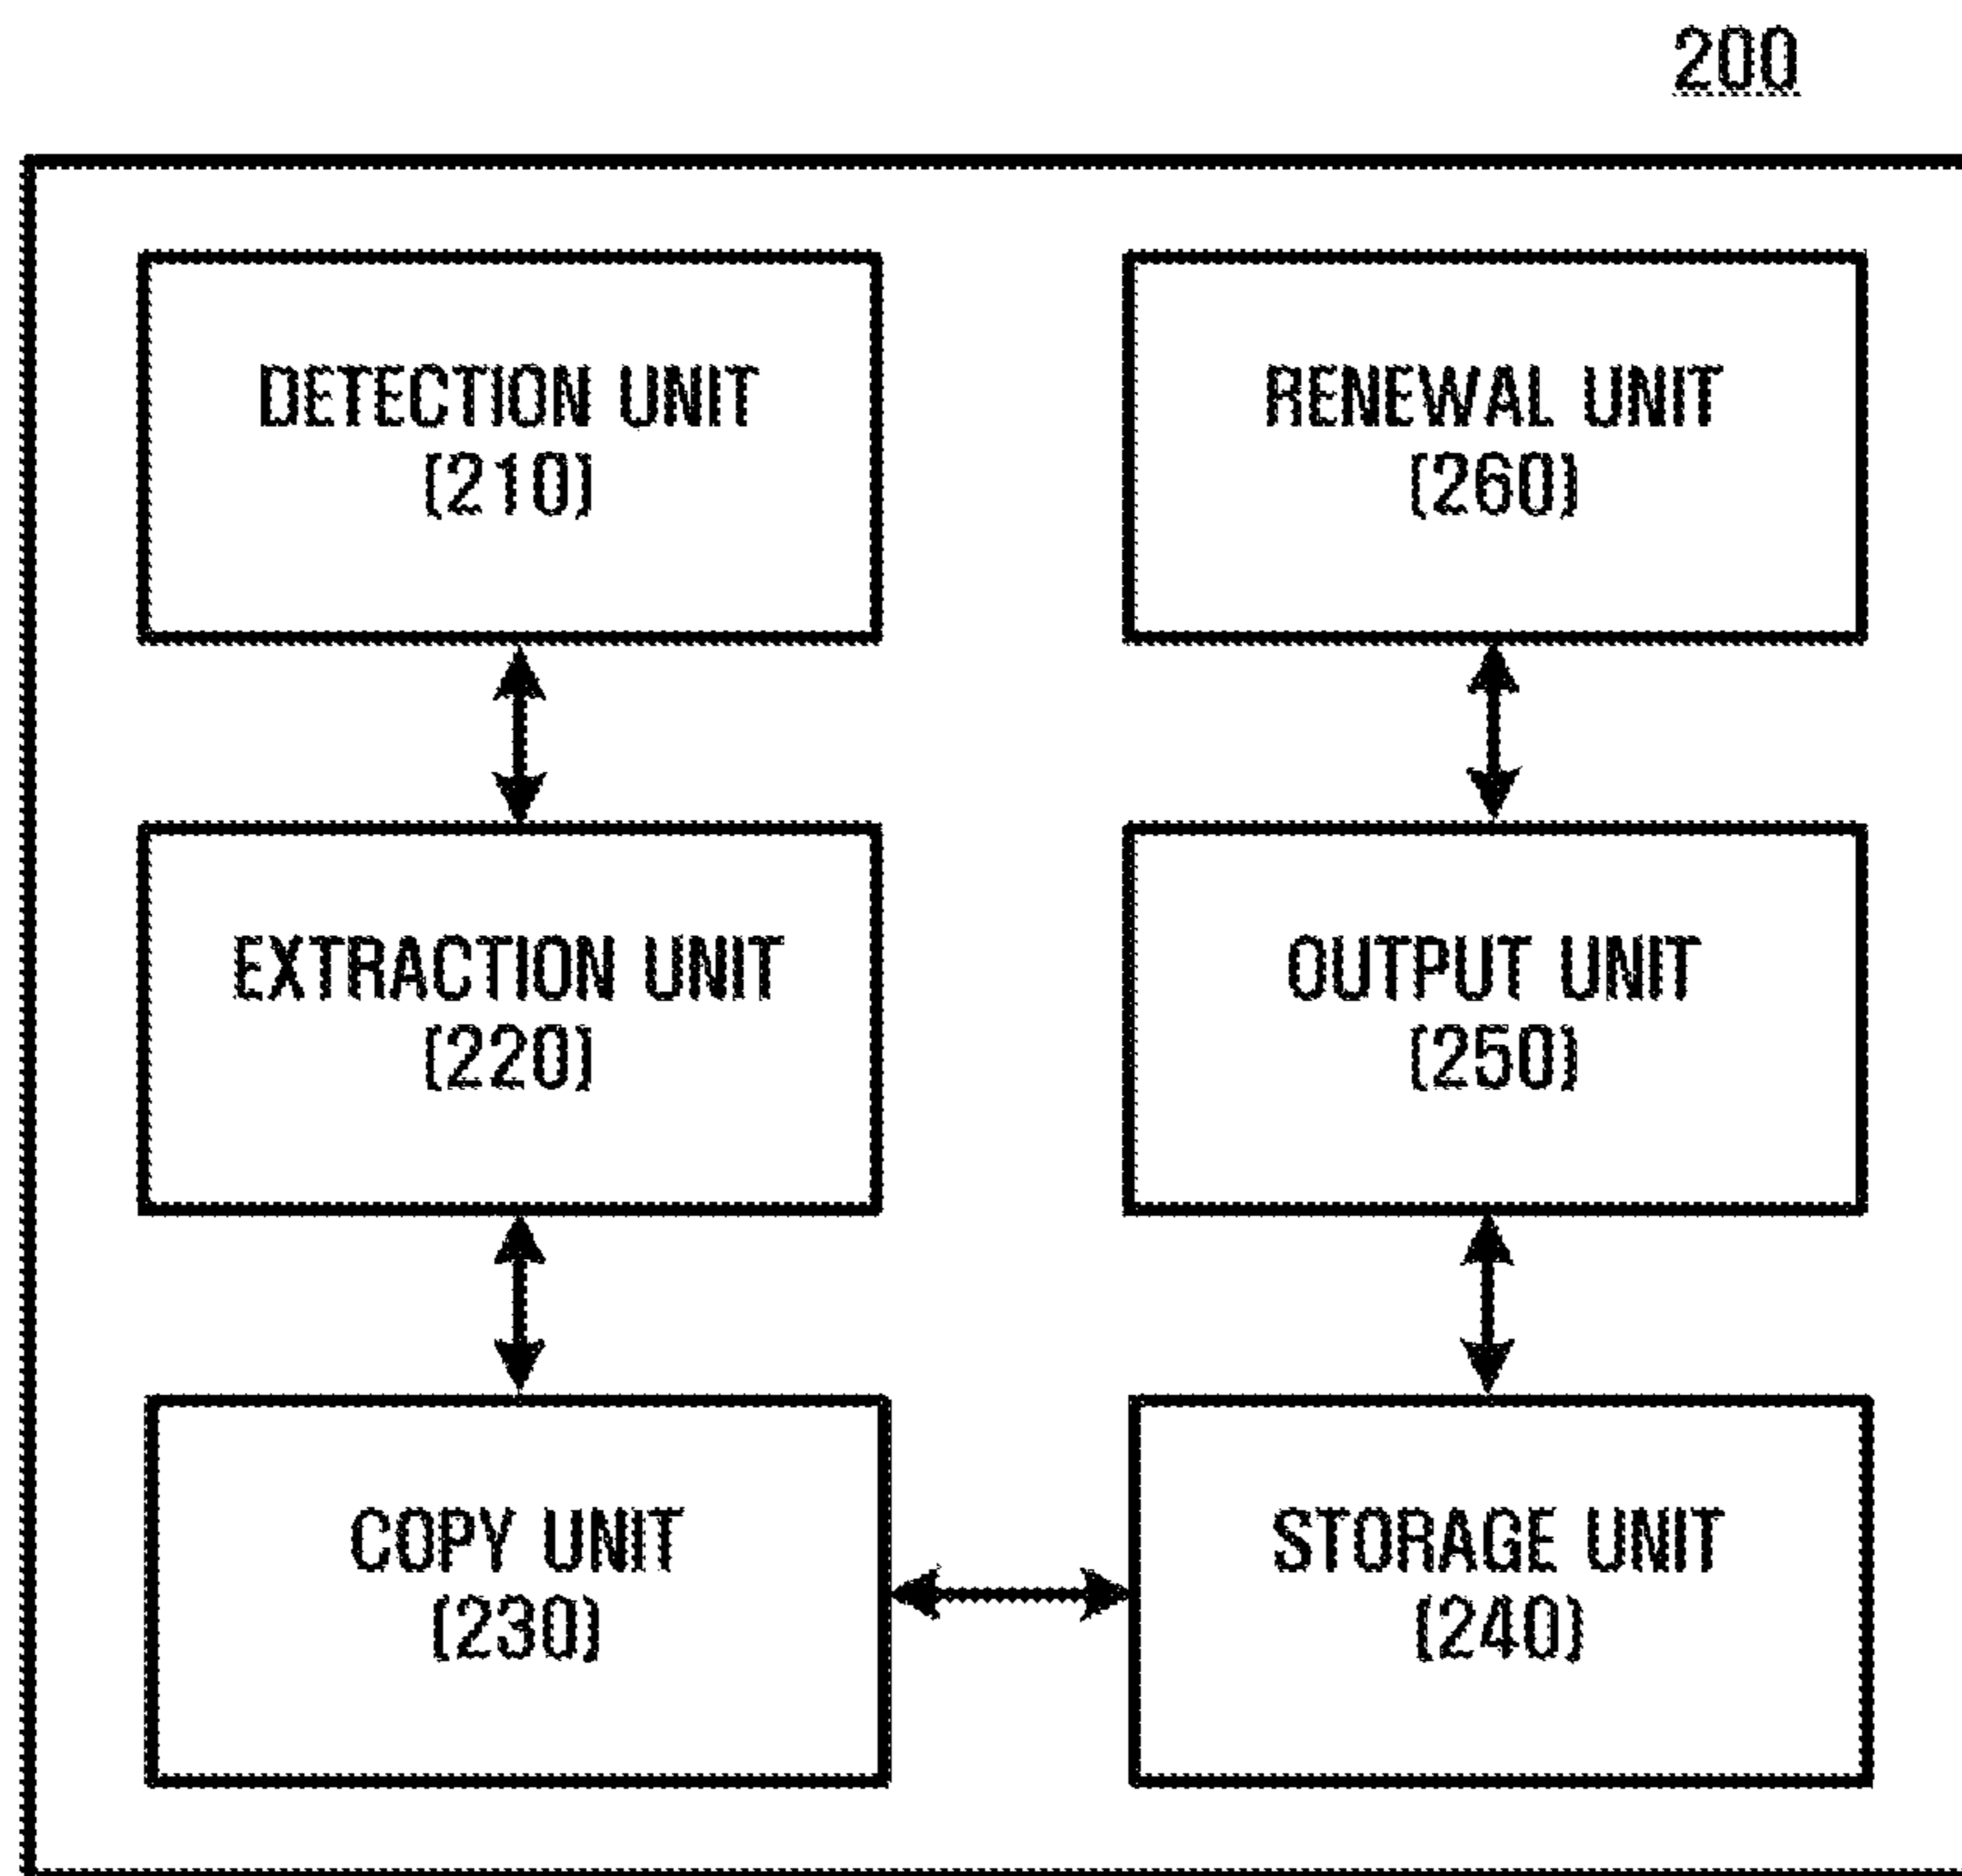 200
DETECTION UNIT
(210)
RENEWAL UNIT
(260)
EXTRACTION UNIT
(220)
OUTPUT UNIT
(250)
COPY UNIT
(230)
STORAGE UNIT
(240)